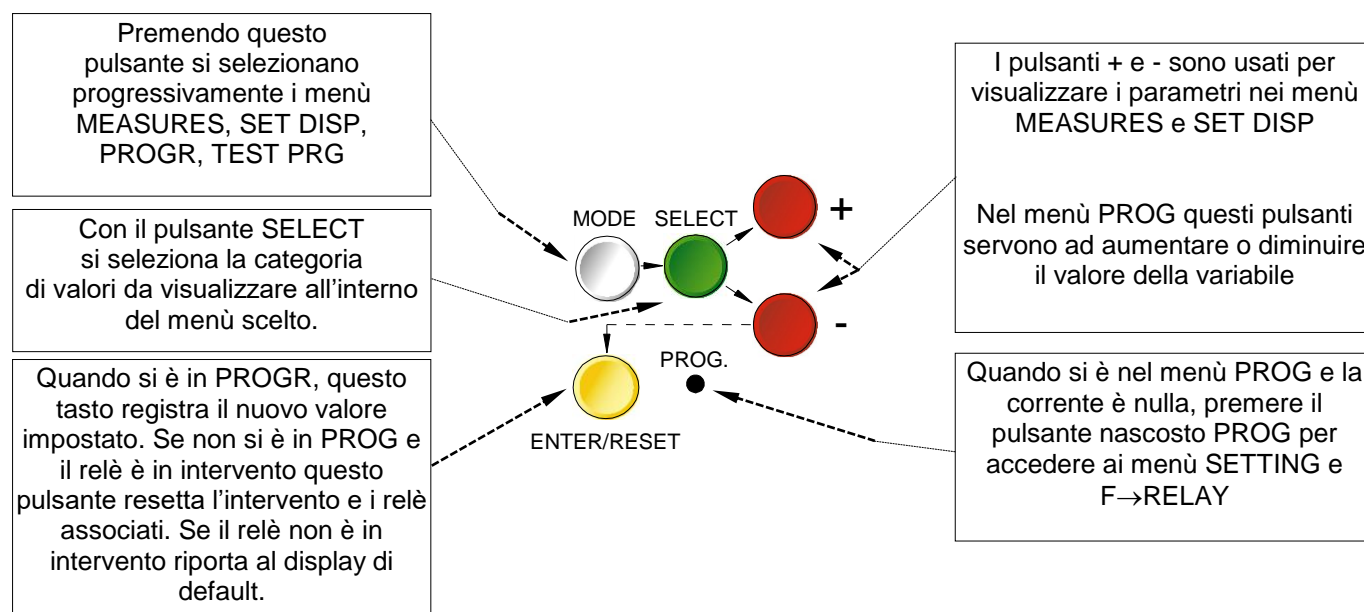 Premendo questo
pulsante si selezionano
progressivamente i menù
MEASURES, SET DISP,
PROGR, TEST PRG
Con il pulsante SELECT
si seleziona la categoria
di valori da visualizzare all'interno
del menù scelto.
Quando si è in PROGR, questo
tasto registra il nuovo valore
impostato. Se non si è in PROG e
il relè è in intervento questo
pulsante resetta l'intervento e i relè
associati. Se il relè non è in
intervento riporta al display di
default.
MODE SELECT
+
-
PROG.
ENTER/RESET
I pulsanti + e - sono usati per
visualizzare i parametri nei menù
MEASURES e SET DISP
Nel menù PROG questi pulsanti
servono ad aumentare o diminuire
il valore della variabile
Quando si è nel menù PROG e la
corrente è nulla, premere il
pulsante nascosto PROG per
accedere ai menù SETTING e
F→RELAY